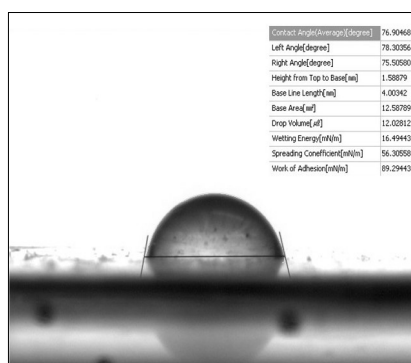 Contact Angle(Average)[degree] 76.90468
Left Angle[degree] 78.30356
Right Angle[degree] 75.50580
Height from Top to Base[㎜] 1.58879
Base Line Length[㎜] 4.00342
Base Area[㎟] 12.58789
Drop Volume[㎕] 12.02812
Wetting Energy[mN/m] 16.49443
Spreading Conefficient[mN/m] 56.30558
Work of Adhesion[mN/m] 89.29443